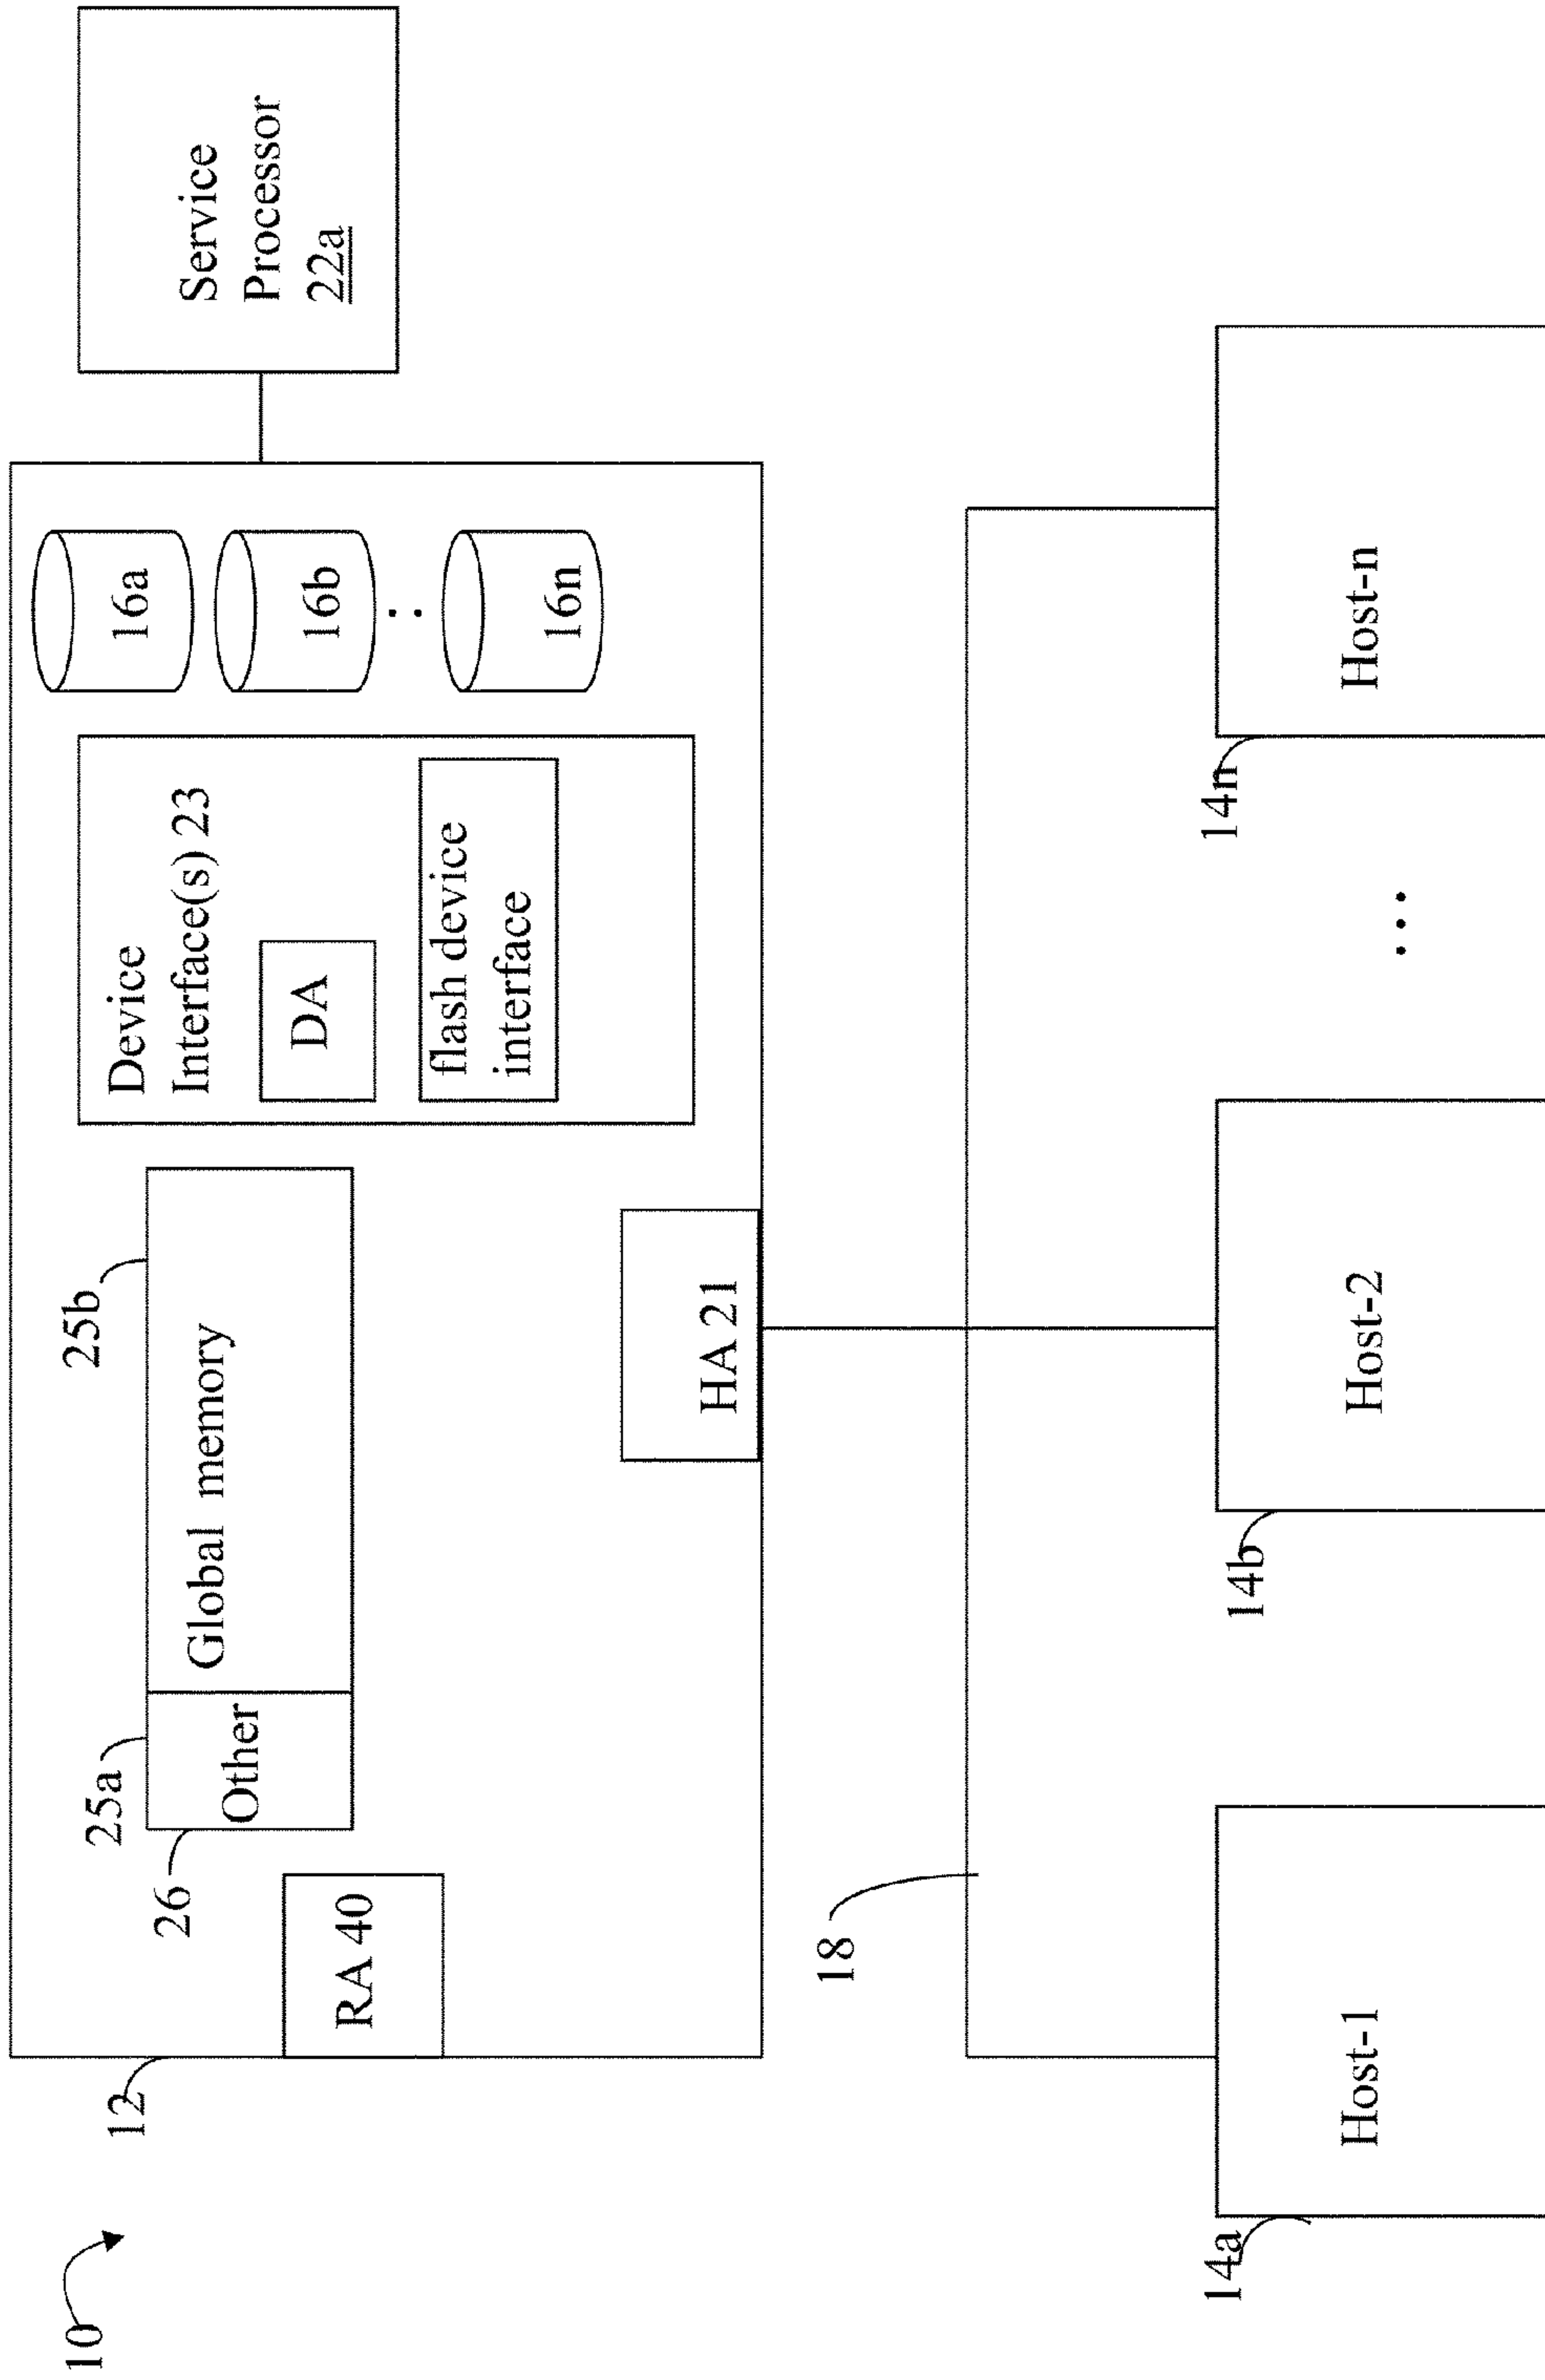 10
12
25a
25b
26
Other
Global memory
RA 40
HA 21
Device
Interface(s) 23
DA
flash device
interface
16a
16b
:
16n
Service
Processor
22a
18
14a
Host-1
14b
Host-2
...
14n
Host-n